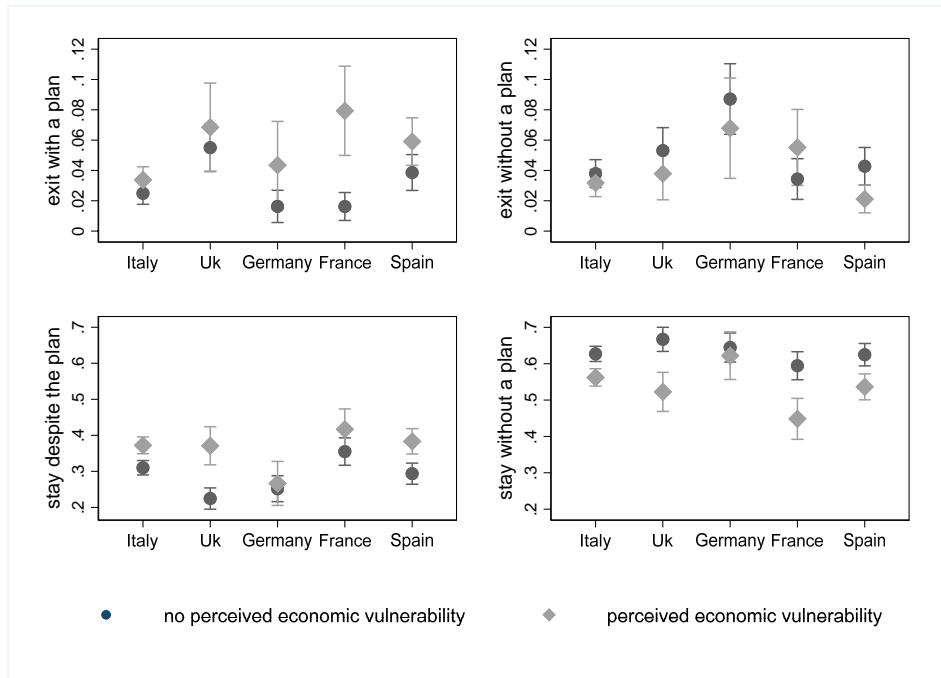 exit with a plan
.12
.1
.08
.06
.04
.02
0
Italy Uk Germany France Spain
exit without a plan
.12
.1
.08
.06
.04
.02
0
Italy Uk Germany France Spain
stay despite the plan
.7
.6
.5
.4
.3
.2
Italy Uk Germany France Spain
stay without a plan
.7
.6
.5
.4
.3
.2
Italy Uk Germany France Spain
no perceived economic vulnerability
perceived economic vulnerability